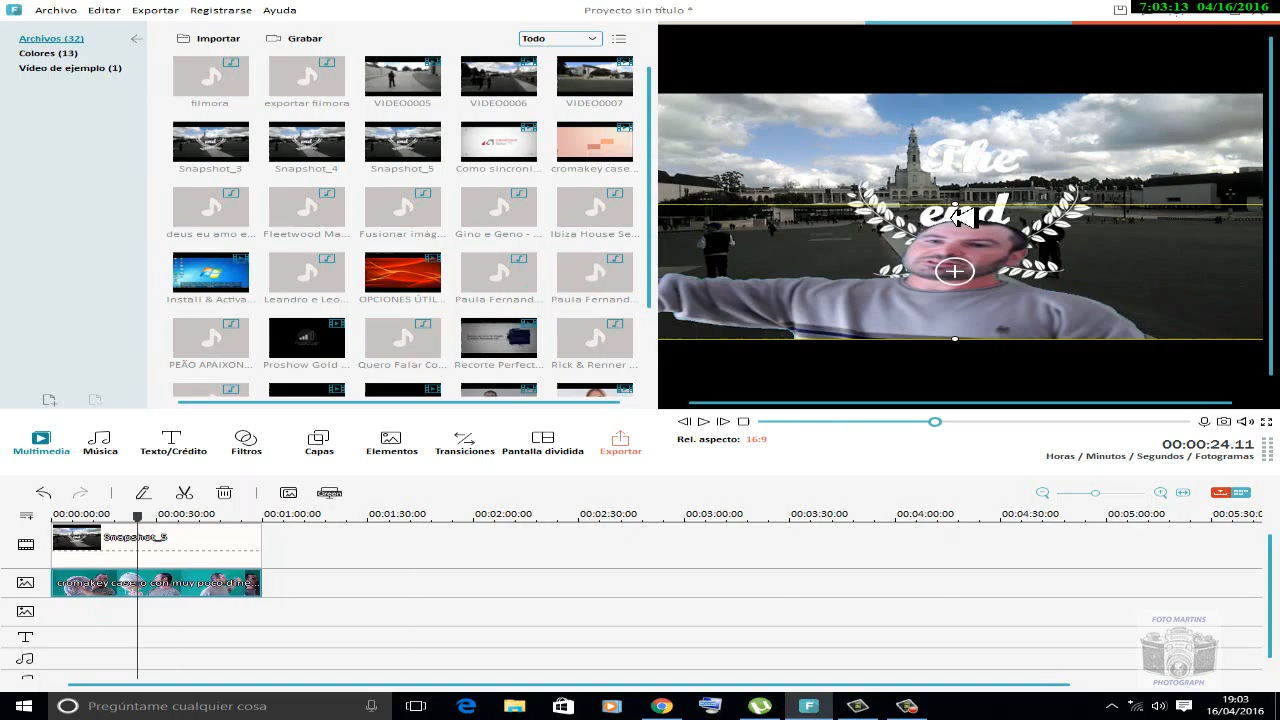 Archivo Editar Exportar Registrarse Ayuda
Proyecto sin título *
7:03:13 04/16/2016
Archivos (32)
Colores (13)
Vídeo de ejemplo (1)
Importar Grabar Todo
filmora exportar filmora VIDEO0005 VIDEO0006 VIDEO0007
Snapshot_3 Snapshot_4 Snapshot_5 Como sincroni... cromakey case...
deus eu amo e... Fleetwood Ma... Fusionar imág... Gino e Geno - ... Ibiza House Se...
Install & Activa... Leandro e Leo... OPCIONES ÚTIL... Paula Fernand... Paula Fernand...
PEÃO APAIXON... Proshow Gold ... Quero Falar Co... Recorte Perfect... Rick & Renner ...
The
end
Rel. aspecto: 16:9
00:00:24.11
Horas / Minutos / Segundos / Fotogramas
Multimedia Música Texto/Crédito Filtros Capas Elementos Transiciones Pantalla dividida Exportar
00:00:00:00 00:00:30:00 00:01:00:00 00:01:30:00 00:02:00:00 00:02:30:00 00:03:00:00 00:03:30:00 00:04:00:00 00:04:30:00 00:05:00:00 00:05:30:0
Snapshot_5
cromakey casero con muy poco dine...
FOTO MARTINS
PHOTOGRAPH
Pregúntame cualquier cosa
19:03
16/04/2016